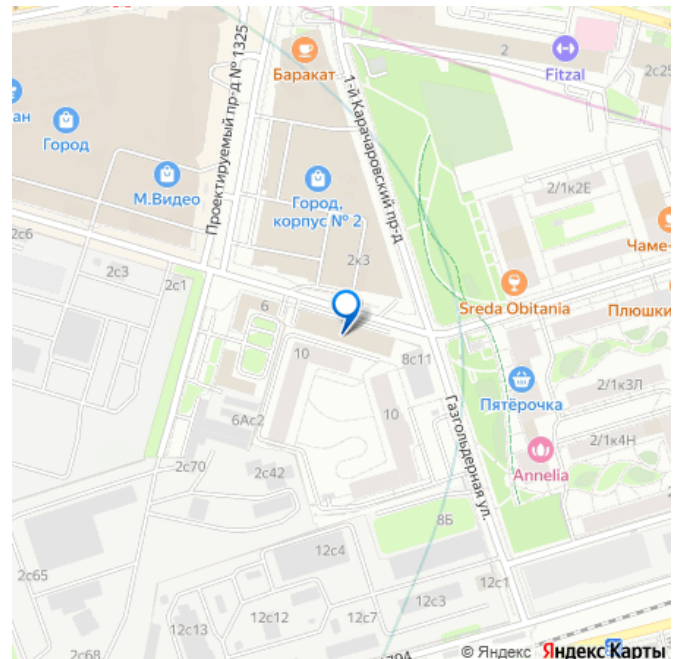 2
Fitzal
2с25
Баракат
Проектируемый пр-д № 1325
1-й Карачаровский пр-д
ан
Город
М.Видео
Город,
корпус № 2
2/1к2Е
Чаме-
2с6
2с3
2с1
2к3
Sreda Obitania
Плюшки
6
10
8с11
Пятёрочка
2/1к3Л
10
6Ас2
Газгольдерная ул.
2/1к4Н
Annelia
2с70
2с42
8Б
12с4
2с65
12с1
12с3
12с12
12с7
12с13
2с68
© Яндекс Яндекс Карты